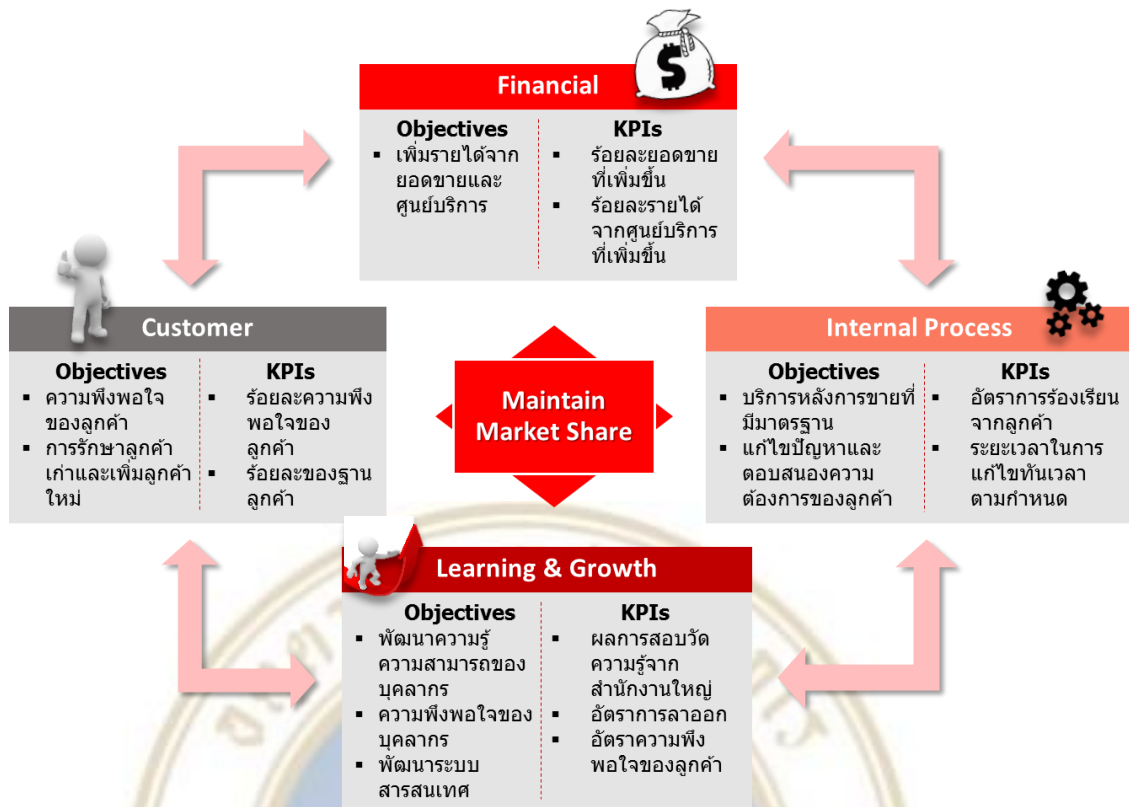 Financial
Objectives
▪ เพิ่มรายได้จาก
ยอดขายและ
ศูนย์บริการ
KPIs
▪ ร้อยละยอดขาย
ที่เพิ่มขึ้น
▪ ร้อยละรายได้
จากศูนย์บริการ
ที่เพิ่มขึ้น
Customer
Objectives
▪ ความพึงพอใจ
ของลูกค้า
▪ การรักษาลูกค้า
เก่าและเพิ่มลูกค้า
ใหม่
KPIs
▪ ร้อยละความพึง
พอใจของ
ลูกค้า
▪ ร้อยละของฐาน
ลูกค้า
Maintain
Market Share
Internal Process
Objectives
▪ บริการหลังการขายที่
มีมาตรฐาน
▪ แก้ไขปัญหาและ
ตอบสนองความ
ต้องการของลูกค้า
KPIs
▪ อัตราการร้องเรียน
จากลูกค้า
▪ ระยะเวลาในการ
แก้ไขทันเวลา
ตามกำหนด
Learning & Growth
Objectives
▪ พัฒนาความรู้
ความสามารถของ
บุคลากร
▪ ความพึงพอใจของ
บุคลากร
▪ พัฒนาระบบ
สารสนเทศ
KPIs
▪ ผลการสอบวัด
ความรู้จาก
สำนักงานใหญ่
▪ อัตราการลาออก
▪ อัตราความพึง
พอใจของลูกค้า